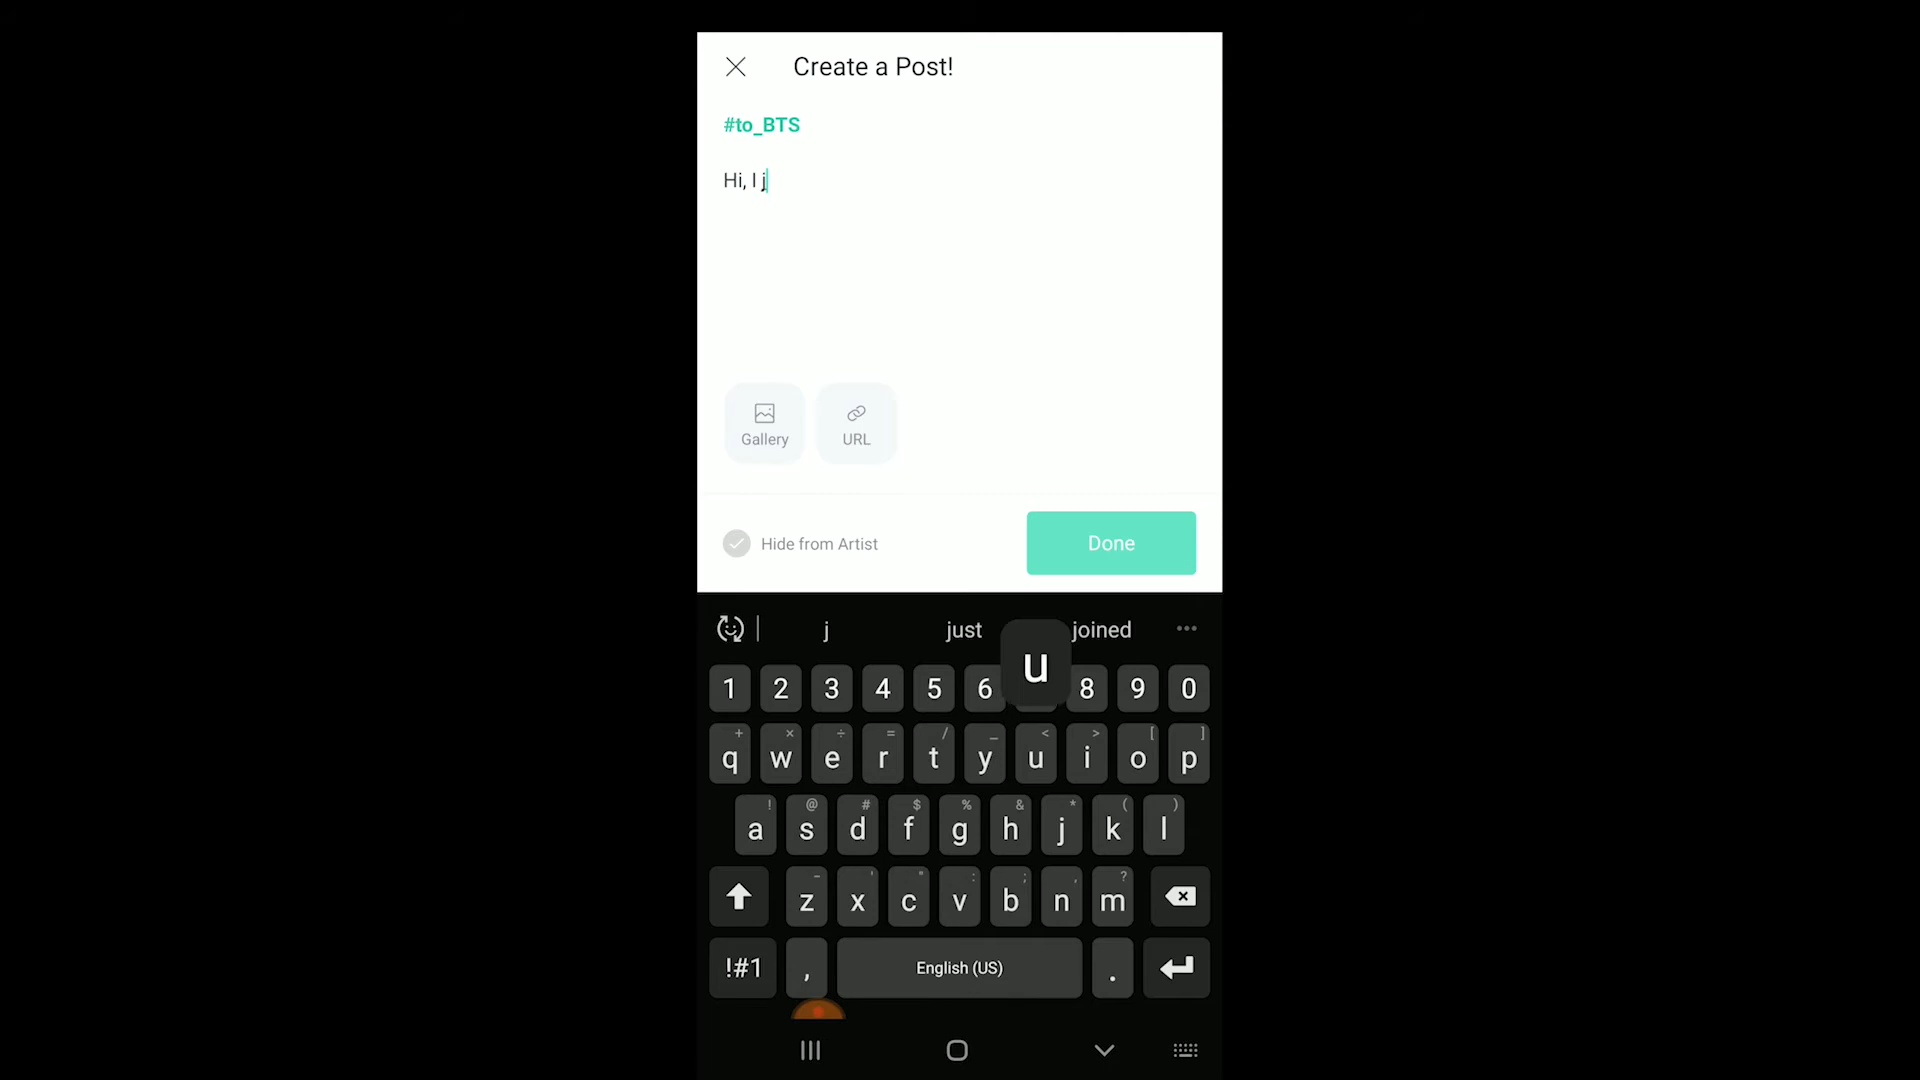 Create a Post!
#to_BTS
Hi, I j
Gallery URL
Hide from Artist Done
j just joined
u
1 2 3 4 5 6 8 9 0
+ × ÷ = / _ < > [ ]
q w e r t y u i o p
! @ # $ % & * ( )
a s d f g h j k l
- ' " : ; , ?
z x c v b n m
!#1 , English (US) .